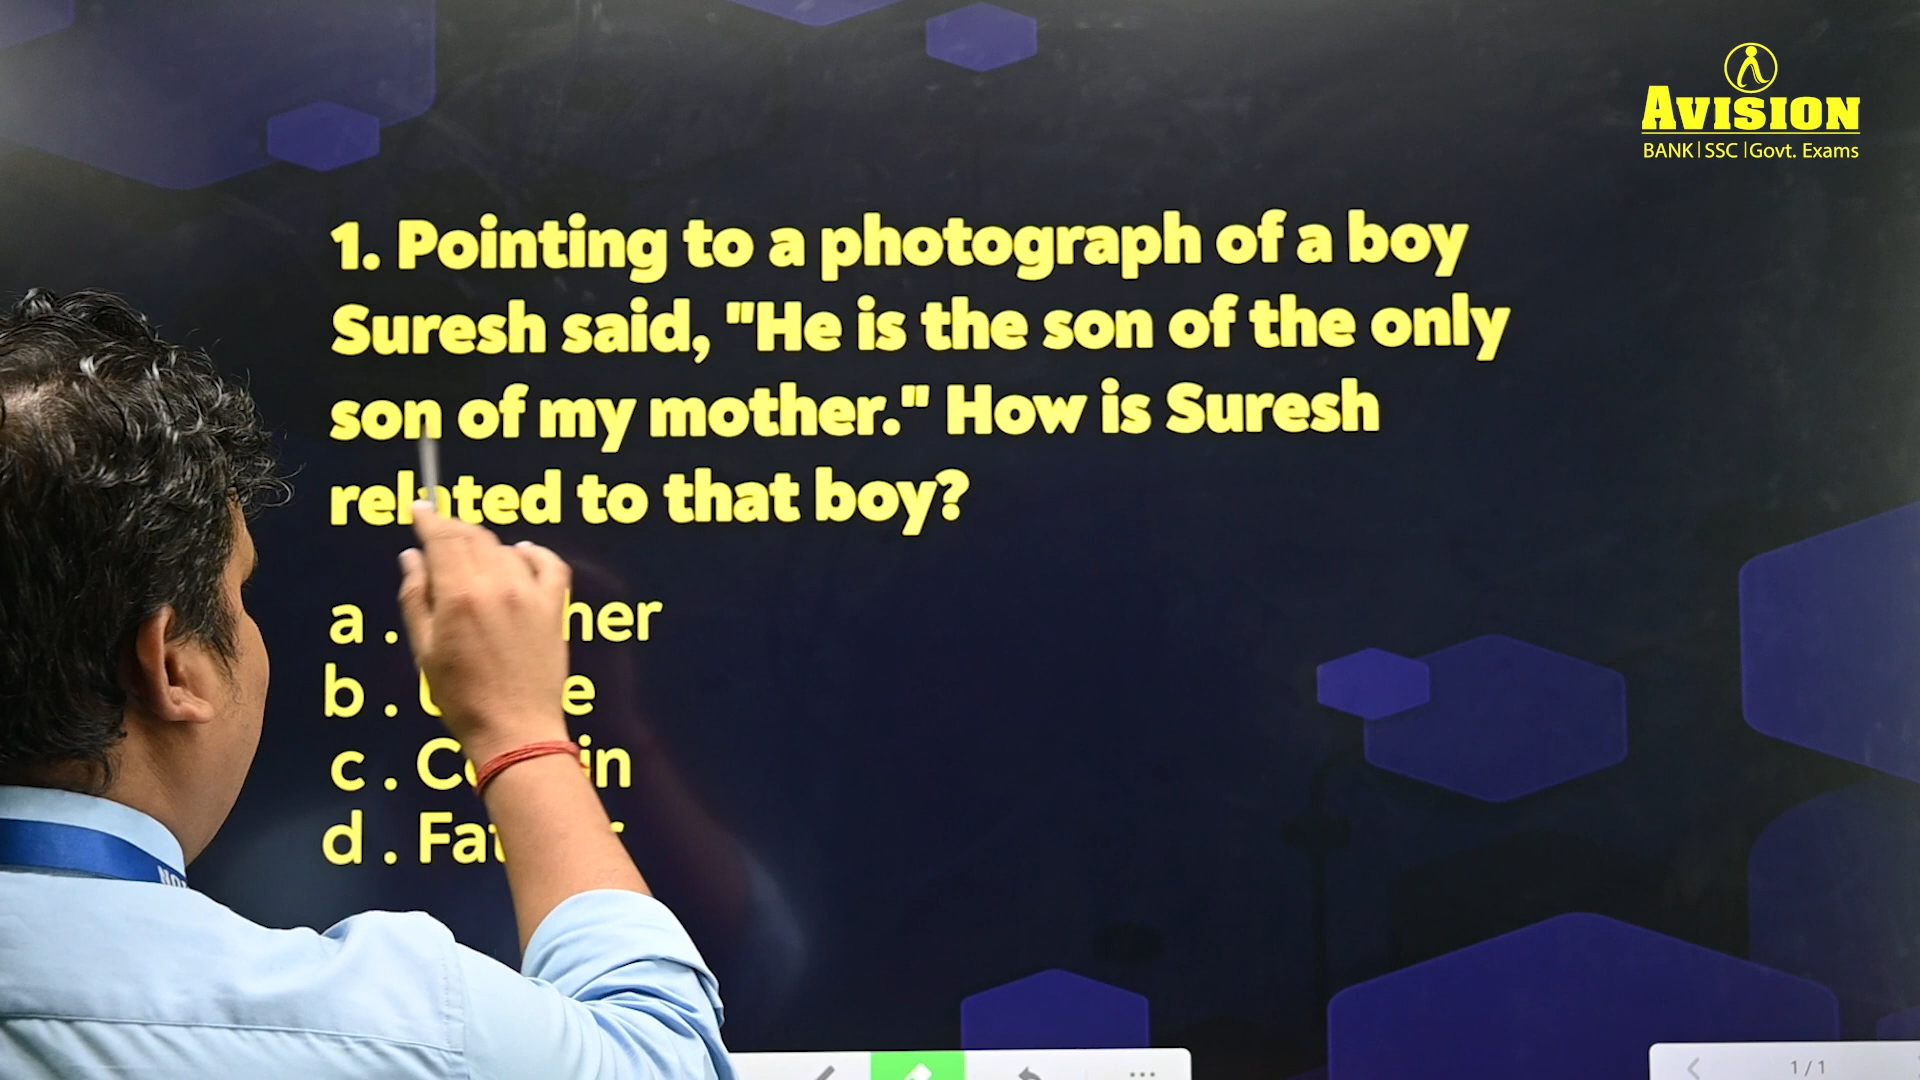 AVISION
BANK | SSC | Govt. Exams
1. Pointing to a photograph of a boy
Suresh said, "He is the son of the only
son of my mother." How is Suresh
related to that boy?
a .
b .
c .
d .
1/1